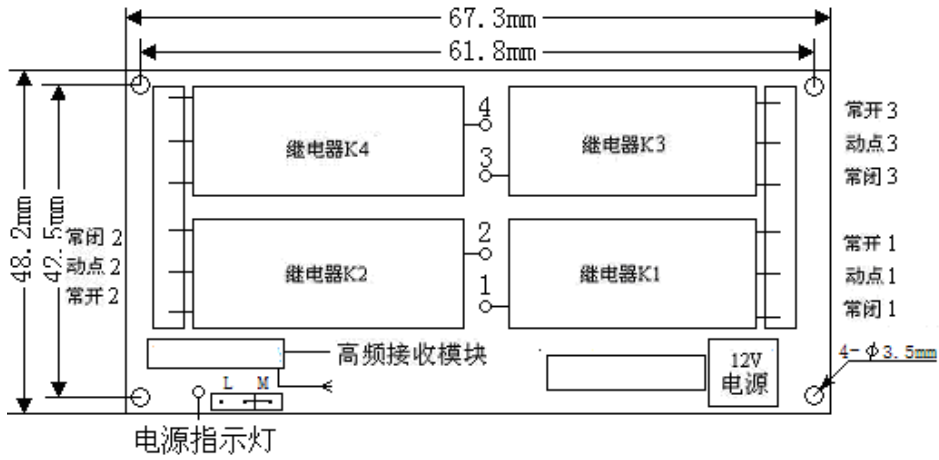 67.3mm
61.8mm
48.2mm
42.5mm
继电器K4
4
3
继电器K3
常开 3
动点 3
常闭 3
常闭 2
动点 2
常开 2
继电器K2
2
1
继电器K1
常开 1
动点 1
常闭 1
高频接收模块
L M
12V
电源
4-ϕ3.5mm
电源指示灯